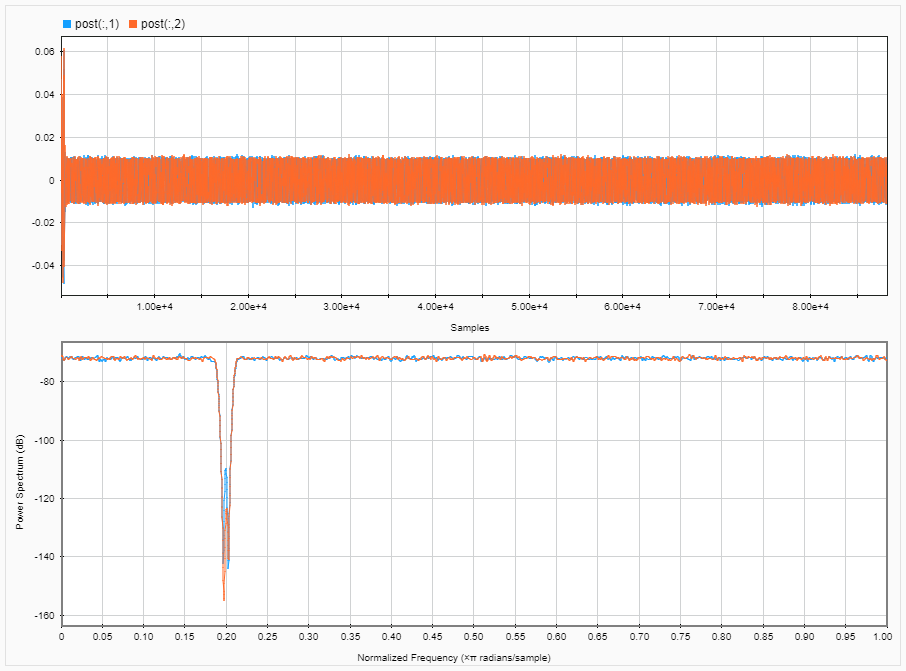 post(:,1) post(:,2)
0.06
0.04
0.02
0
-0.02
-0.04
1.00e+4 2.00e+4 3.00e+4 4.00e+4 5.00e+4 6.00e+4 7.00e+4 8.00e+4
Samples
Power Spectrum (dB)
-80
-100
-120
-140
-160
0 0.05 0.10 0.15 0.20 0.25 0.30 0.35 0.40 0.45 0.50 0.55 0.60 0.65 0.70 0.75 0.80 0.85 0.90 0.95 1.00
Normalized Frequency (×π radians/sample)